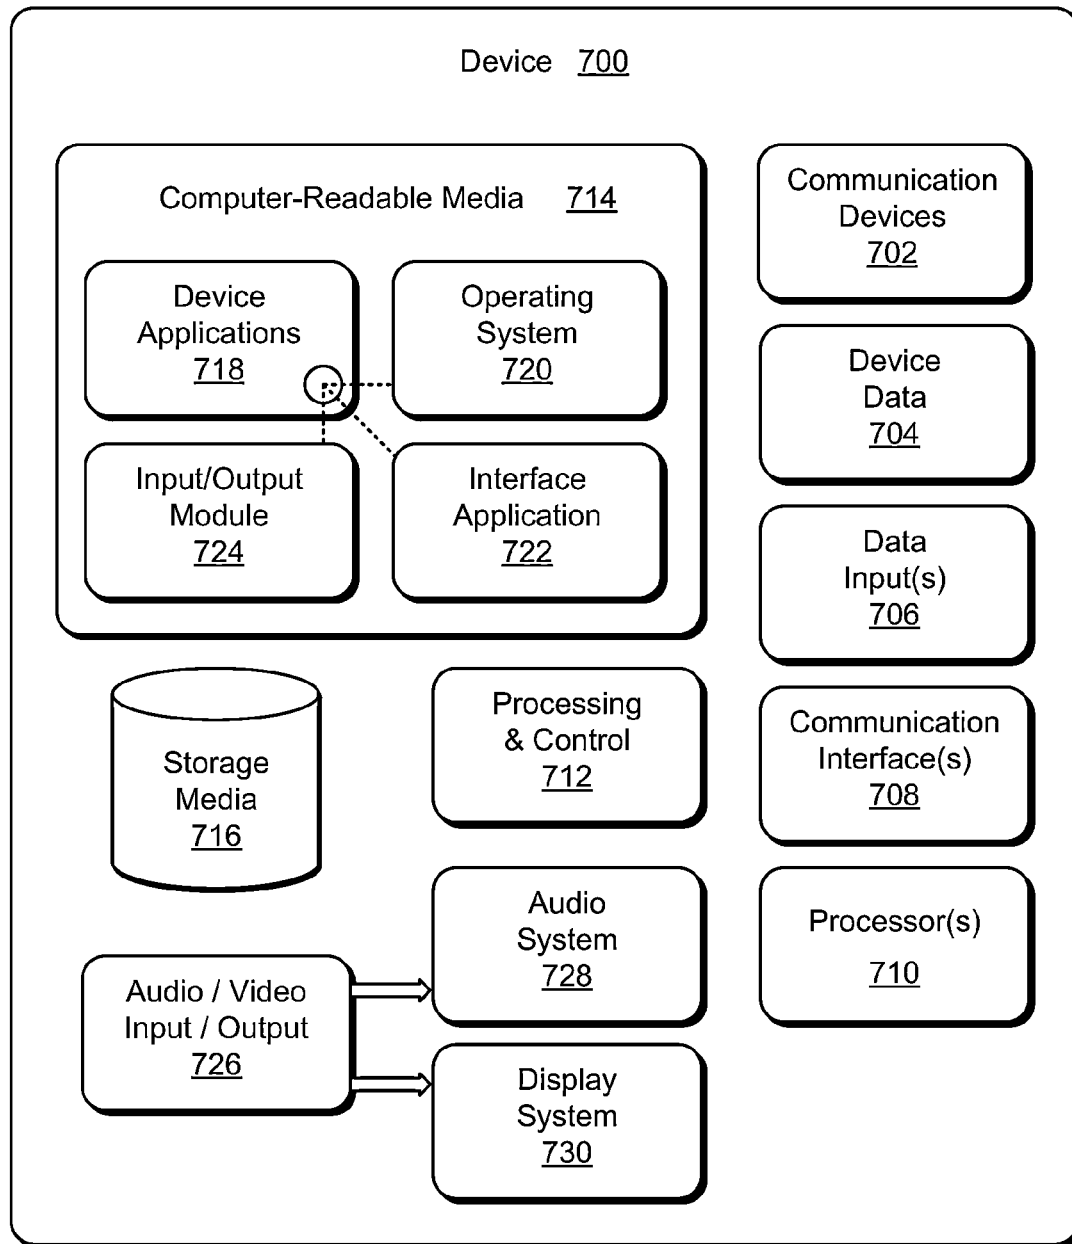 Device 700
Computer-Readable Media 714
Device
Applications
718
Operating
System
720
Input/Output
Module
724
Interface
Application
722
Communication
Devices
702
Device
Data
704
Data
Input(s)
706
Communication
Interface(s)
708
Processor(s)
710
Storage
Media
716
Processing
& Control
712
Audio / Video
Input / Output
726
Audio
System
728
Display
System
730